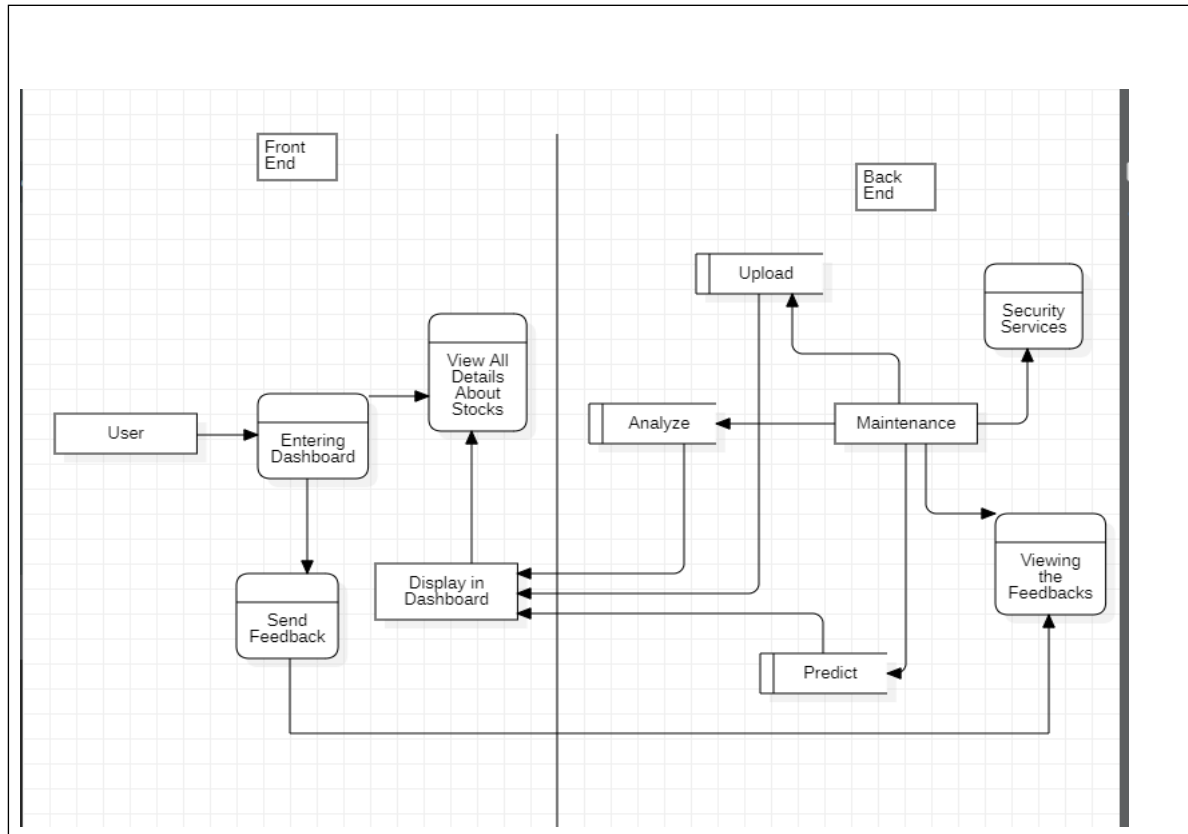 Front
End
Back
End
Upload
Security
Services
View All
Details
About
Stocks
User
Entering
Dashboard
Analyze
Maintenance
Display in
Dashboard
Send
Feedback
Viewing
the
Feedbacks
Predict